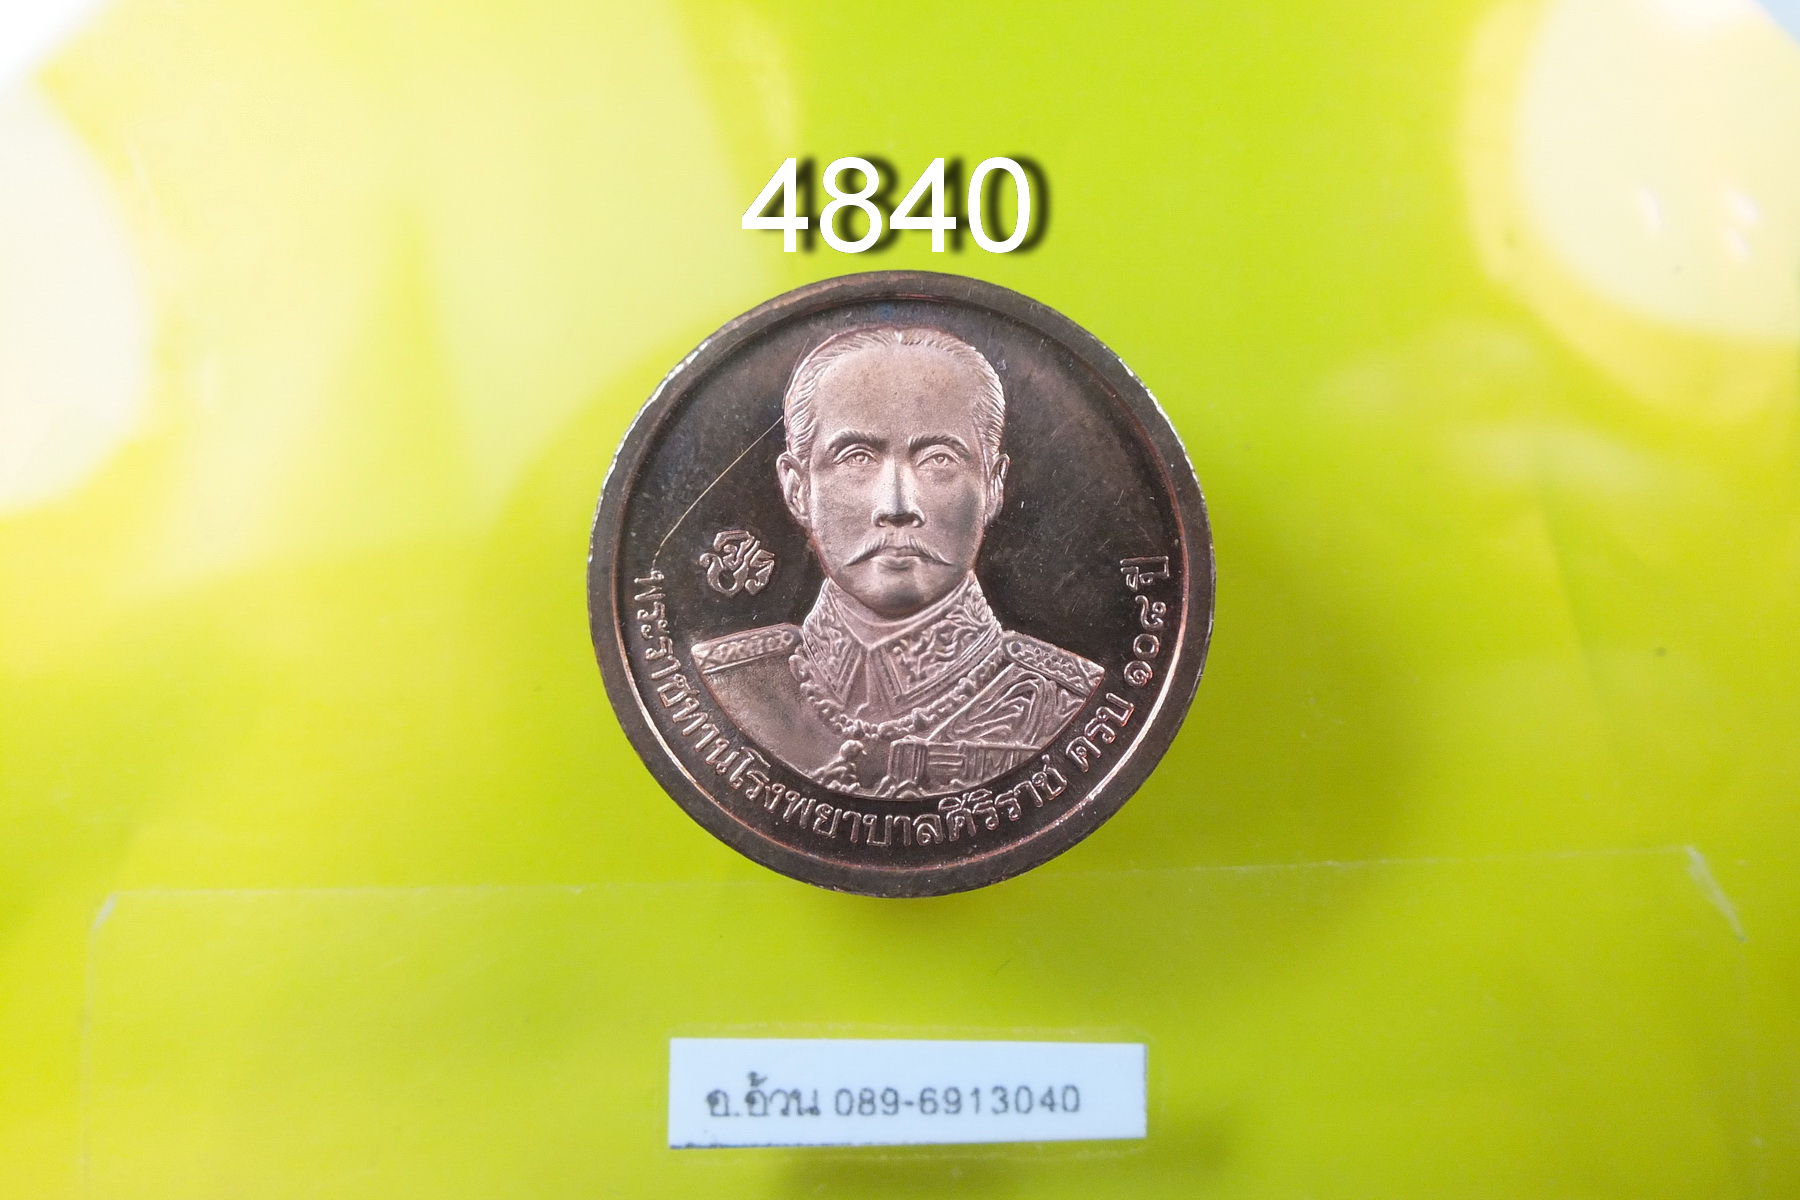 4840
พระราชทานโรงพยาบาลศิริราช ครบ ๑๐๘ ปี
อ.อ้วน 089-6913040